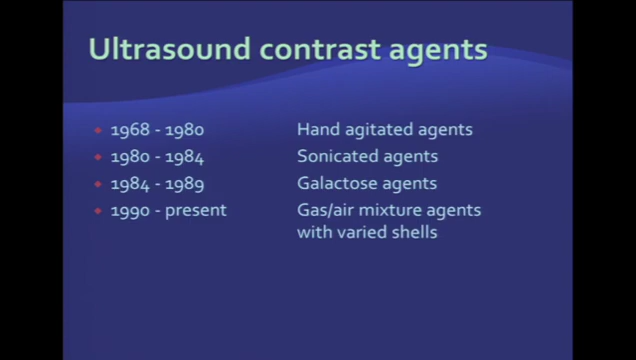 Ultrasound contrast agents
1968 - 1980 Hand agitated agents
1980 - 1984 Sonicated agents
1984 - 1989 Galactose agents
1990 - present Gas/air mixture agents
with varied shells